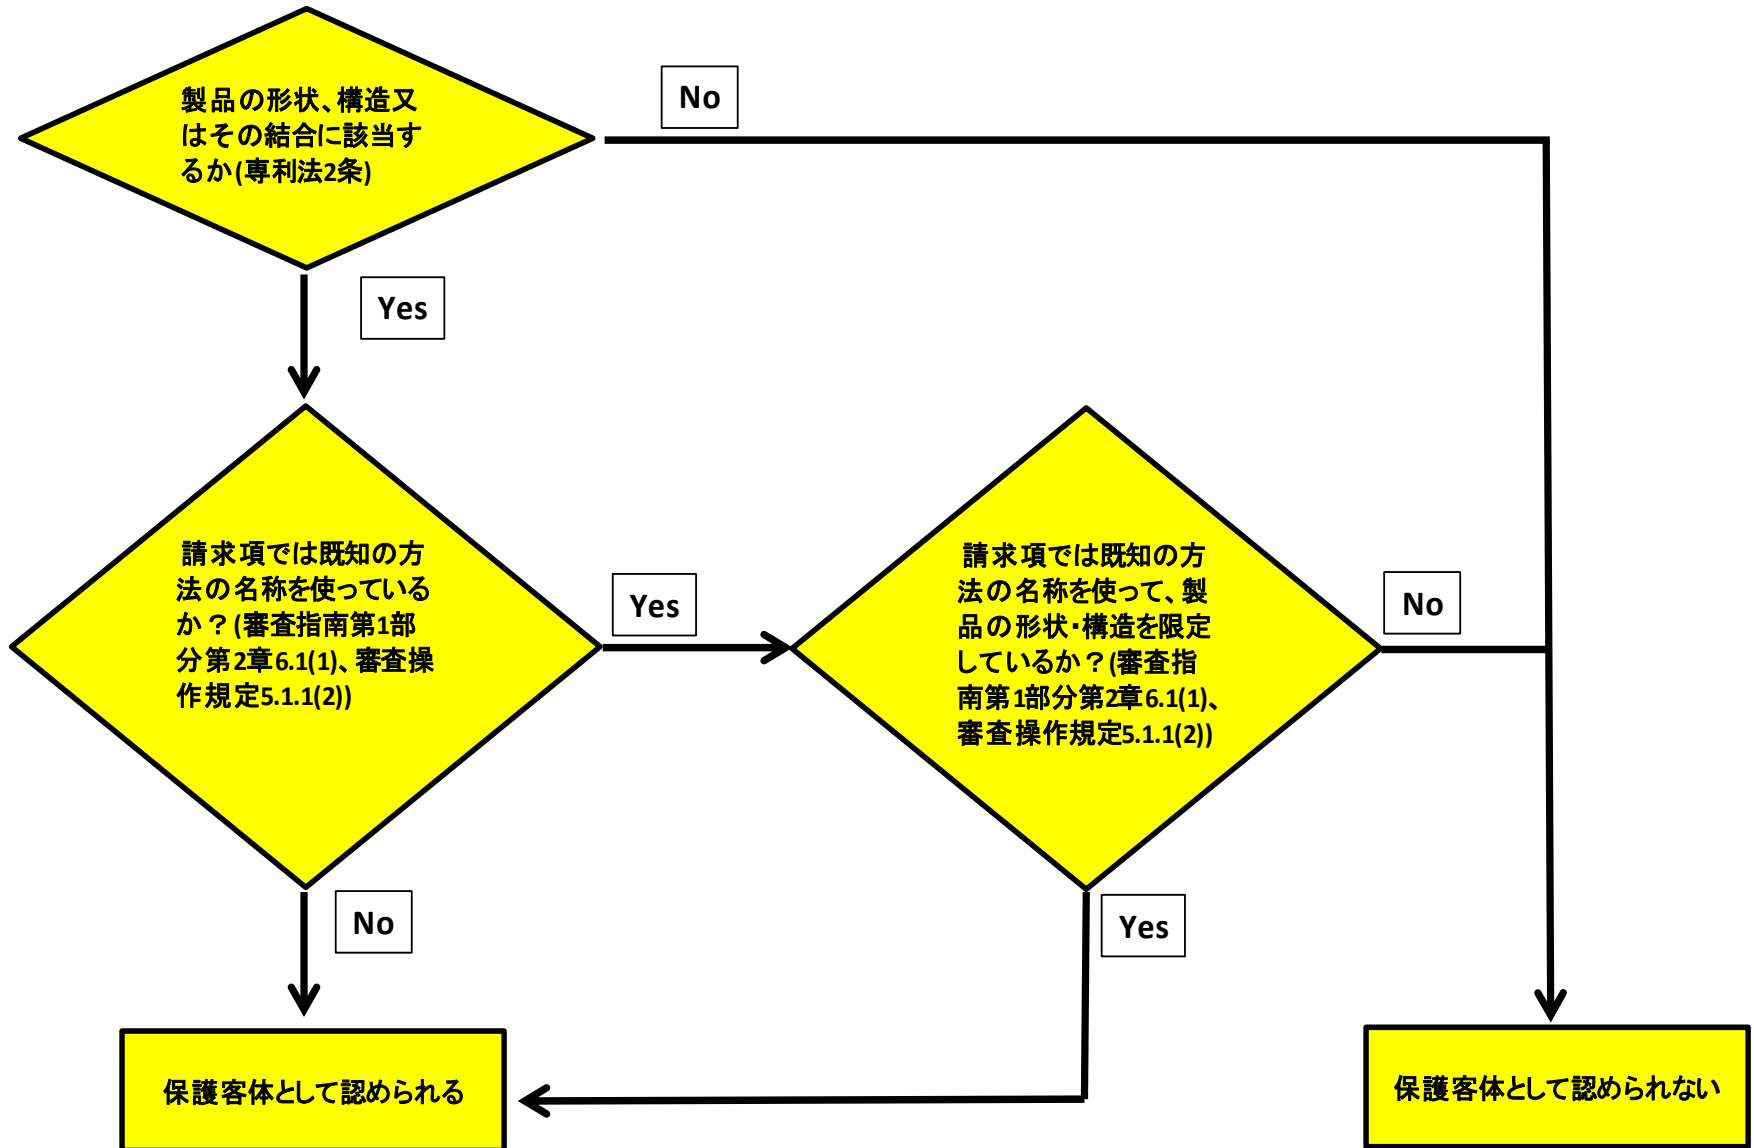 製品の形状、構造又
はその結合に該当す
るか(専利法2条)
No
Yes
請求項では既知の方
法の名称を使っている
か？(審査指南第1部
分第2章6.1(1)、審査操
作規定5.1.1(2))
Yes
請求項では既知の方
法の名称を使って、製
品の形状・構造を限定
しているか？(審査指
南第1部分第2章6.1(1)、
審査操作規定5.1.1(2))
No
No
Yes
保護客体として認められる
保護客体として認められない